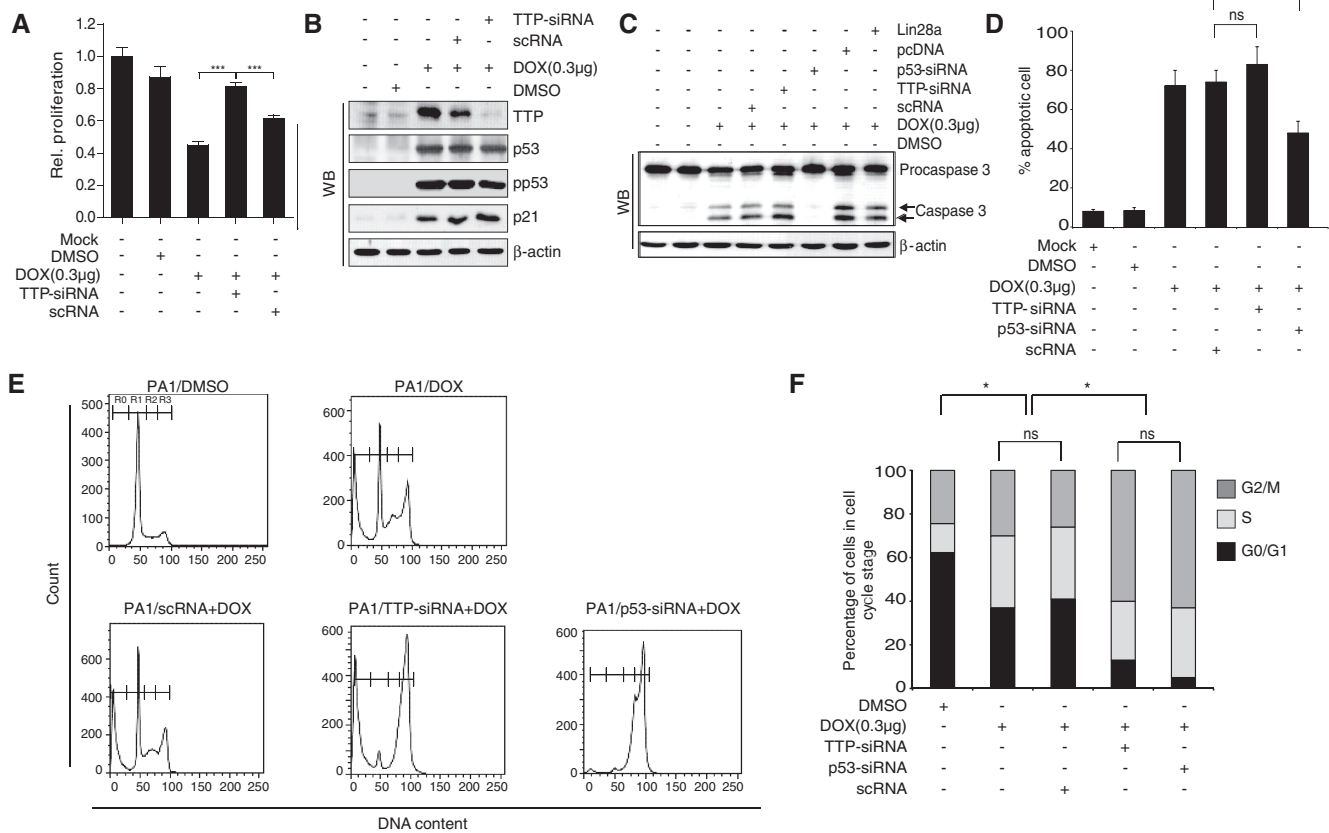 A
1.2
1.0
0.8
0.6
0.4
0.2
0.0
Rel. proliferation
*** ***
Mock - - - - -
DMSO - + - - -
DOX(0.3µg) - - + + +
TTP-siRNA - - - + -
scRNA - - - - +
B
- - - - + TTP-siRNA
- - - + - scRNA
- - + + + DOX(0.3µg)
- + - - - DMSO
WB
TTP
p53
pp53
p21
β-actin
C
- - - - - - - + Lin28a
- - - - - - + - pcDNA
- - - - - + - - p53-siRNA
- - - - + - - - TTP-siRNA
- - - + - - - - scRNA
- - + + + + + + DOX(0.3µg)
- - - - - - - - DMSO
WB
Procaspase 3
Caspase 3
β-actin
D
ns
100
80
60
40
20
0
% apoptotic cell
Mock + - - - - -
DMSO - + - - - -
DOX(0.3µg) - - + + + +
TTP-siRNA - - - - + -
p53-siRNA - - - - - +
scRNA - - - + - -
E
PA1/DMSO
R0 R1 R2 R3
500
400
300
200
100
0
0 50 100 150 200 250
PA1/DOX
600
400
200
0
0 50 100 150 200 250
PA1/scRNA+DOX
600
400
200
0
0 50 100 150 200 250
PA1/TTP-siRNA+DOX
600
400
200
0
0 50 100 150 200 250
PA1/p53-siRNA+DOX
600
400
200
0
0 50 100 150 200 250
Count
DNA content
F
* *
ns ns
100
80
60
40
20
0
Percentage of cells in cell
cycle stage
G2/M
S
G0/G1
DMSO + - - - -
DOX(0.3µg) - + + + +
TTP-siRNA - - - + -
p53-siRNA - - - - +
scRNA - - + - -